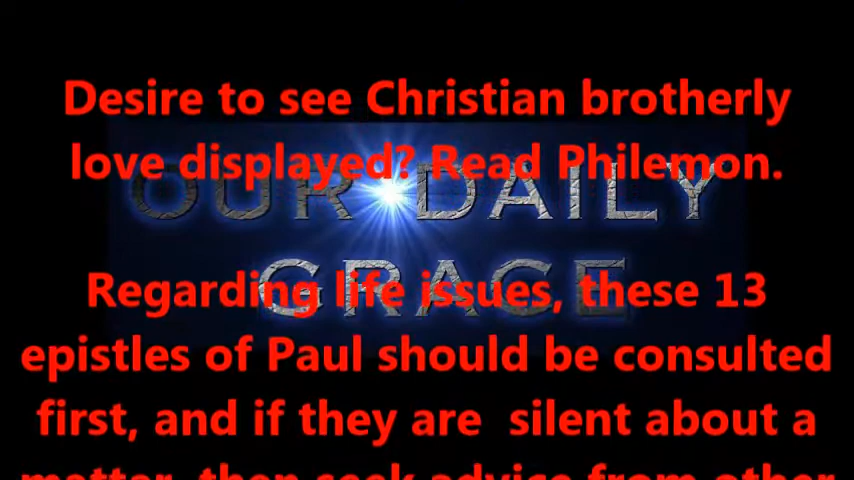 Desire to see Christian brotherly
love displayed? Read Philemon.
OUR DAILY
GRACE
Regarding life issues, these 13
epistles of Paul should be consulted
first, and if they are  silent about a
matter, then seek advice from other